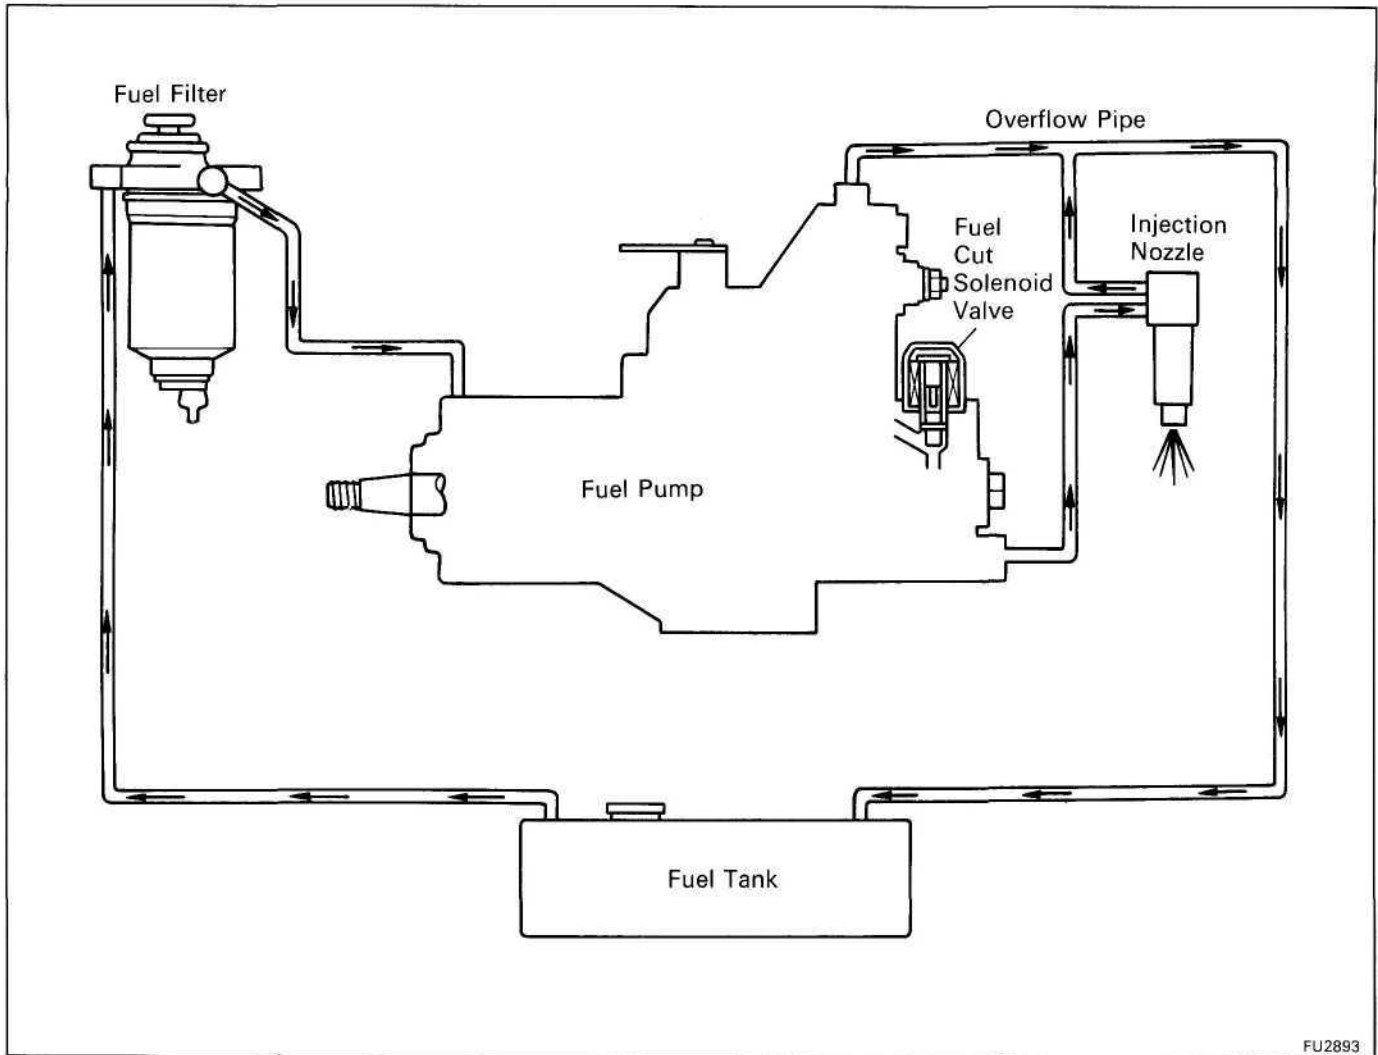 Fuel Filter
Overflow Pipe
Fuel
Cut
Solenoid
Valve
Injection
Nozzle
Fuel Pump
Fuel Tank
FU2893